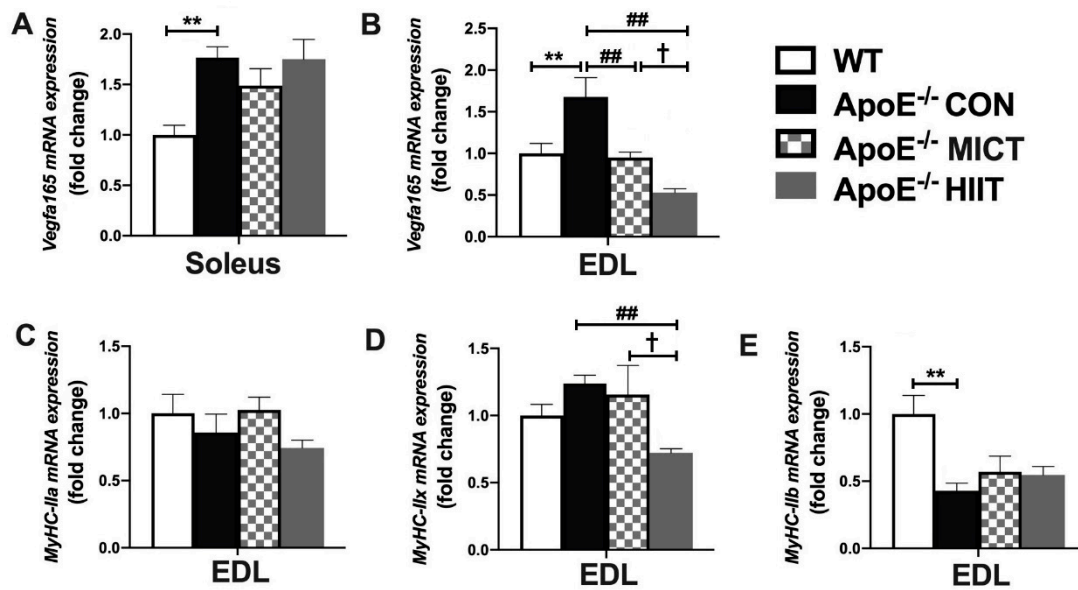 A
Vegfa165 mRNA expression
(fold change)
2.0
1.5
1.0
0.5
0.0
**
Soleus
B
Vegfa165 mRNA expression
(fold change)
2.5
2.0
1.5
1.0
0.5
0.0
##
** ## †
EDL
WT
ApoE-/- CON
ApoE-/- MICT
ApoE-/- HIIT
C
MyHC-IIa mRNA expression
(fold change)
1.5
1.0
0.5
0.0
EDL
D
MyHC-IIx mRNA expression
(fold change)
1.5
1.0
0.5
0.0
##
†
EDL
E
MyHC-IIb mRNA expression
(fold change)
1.5
1.0
0.5
0.0
**
EDL